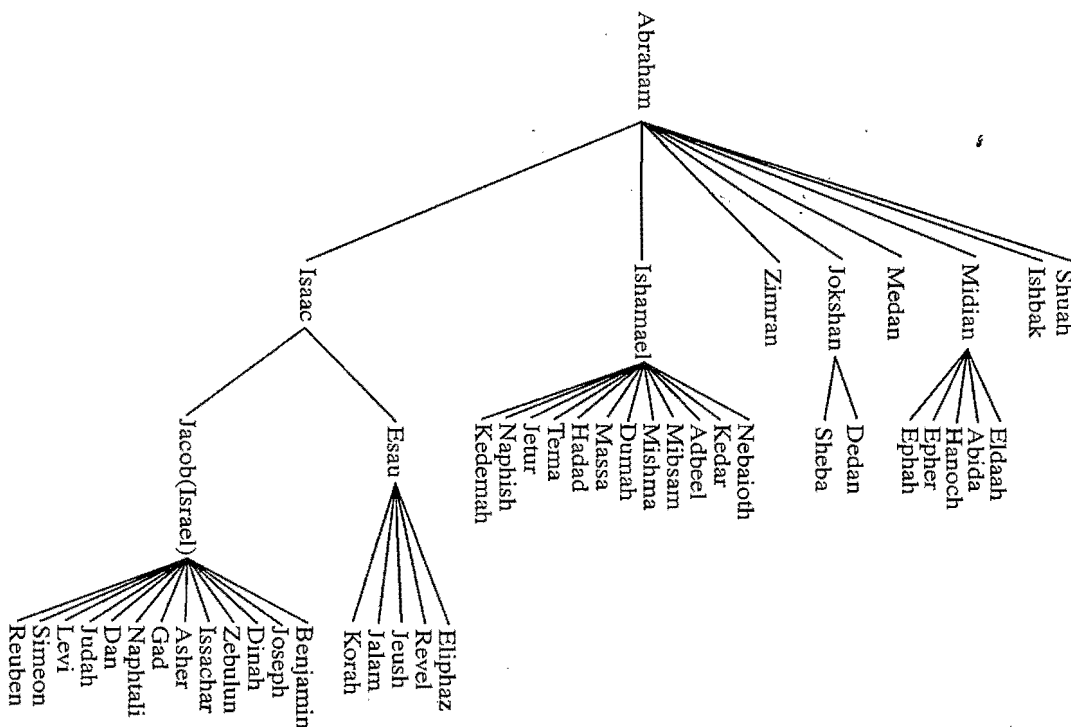 Abraham
Isaac
Ishamael
Zimran
Jokshan
Medan
Midian
Ishbak
Shuah
Jacob(Israel)
Esau
Kedemah
Naphish
Jetur
Tema
Hadad
Massa
Dumah
Mishma
Mibsam
Adbeel
Kedar
Nebaioth
Sheba
Dedan
Ephah
Epher
Hanoch
Abida
Eldaah
Reuben
Simeon
Levi
Judah
Dan
Naphtali
Gad
Asher
Issachar
Zebulun
Dinah
Joseph
Benjamin
Korah
Jalam
Jeush
Revel
Eliphaz